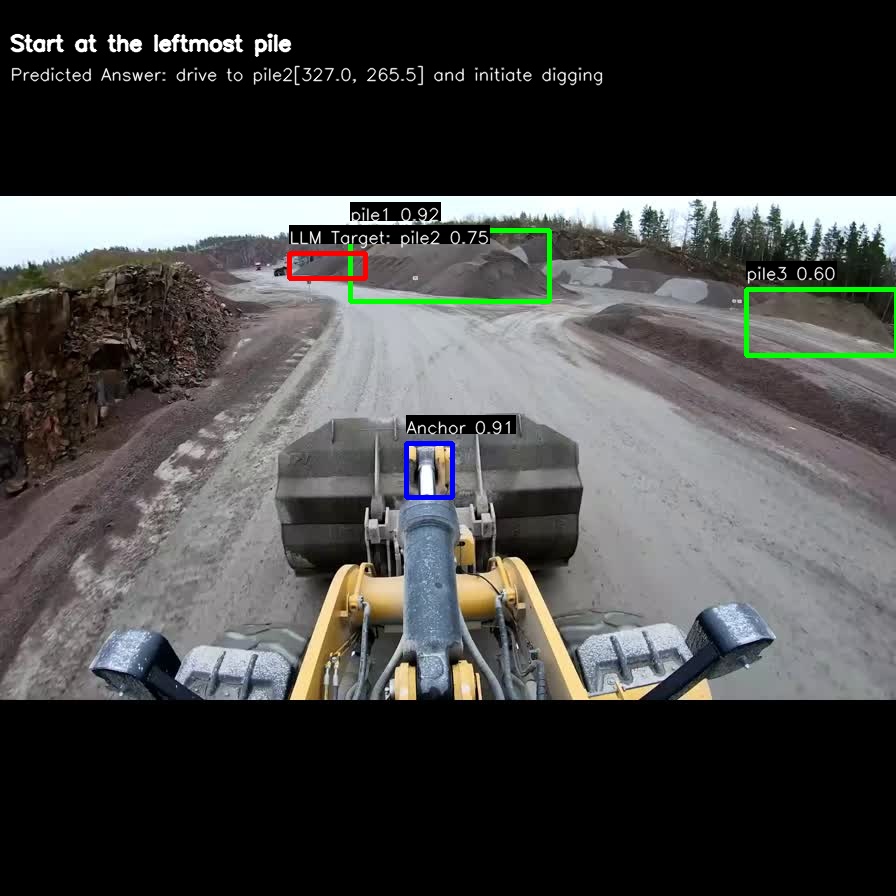 Start at the leftmost pile
Predicted Answer: drive to pile2[327.0, 265.5] and initiate digging
pile1 0.92
LLM Target: pile2 0.75
pile3 0.60
Anchor 0.91